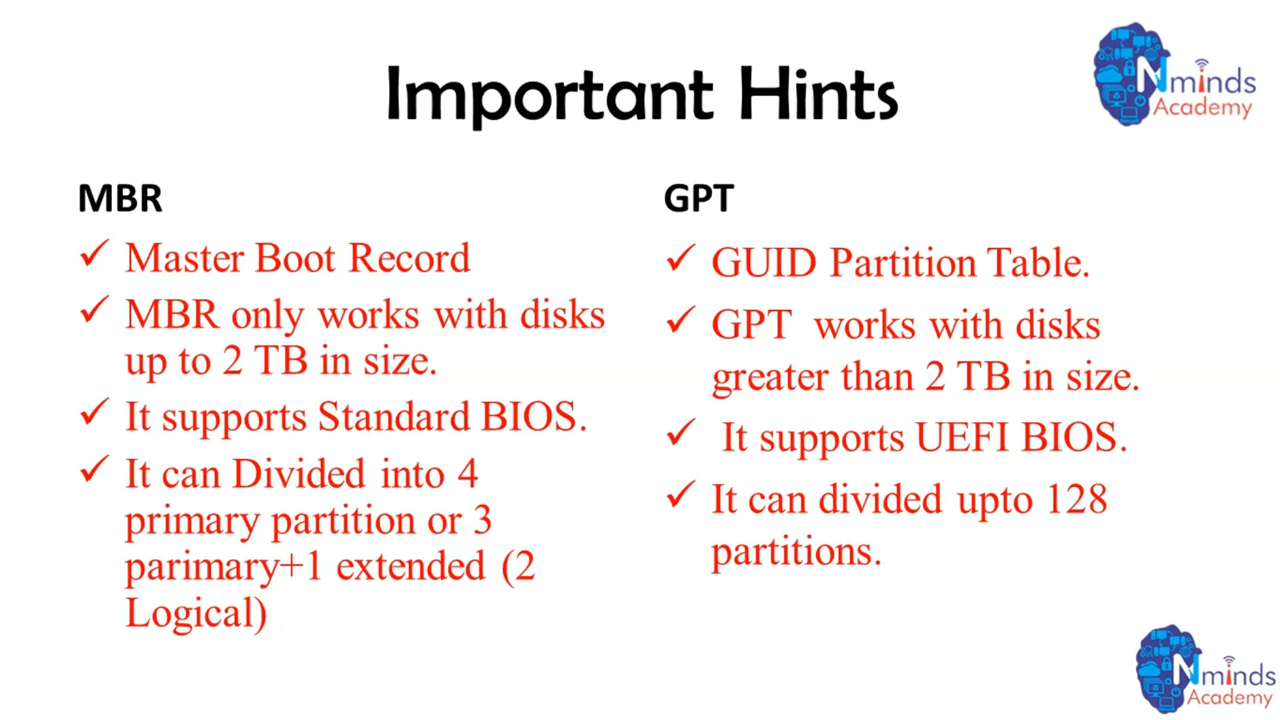 Important Hints
Nminds
Academy
MBR
✓ Master Boot Record
✓ MBR only works with disks
up to 2 TB in size.
✓ It supports Standard BIOS.
✓ It can Divided into 4
primary partition or 3
parimary+1 extended (2
Logical)
GPT
✓ GUID Partition Table.
✓ GPT works with disks
greater than 2 TB in size.
✓ It supports UEFI BIOS.
✓ It can divided upto 128
partitions.
Nminds
Academy